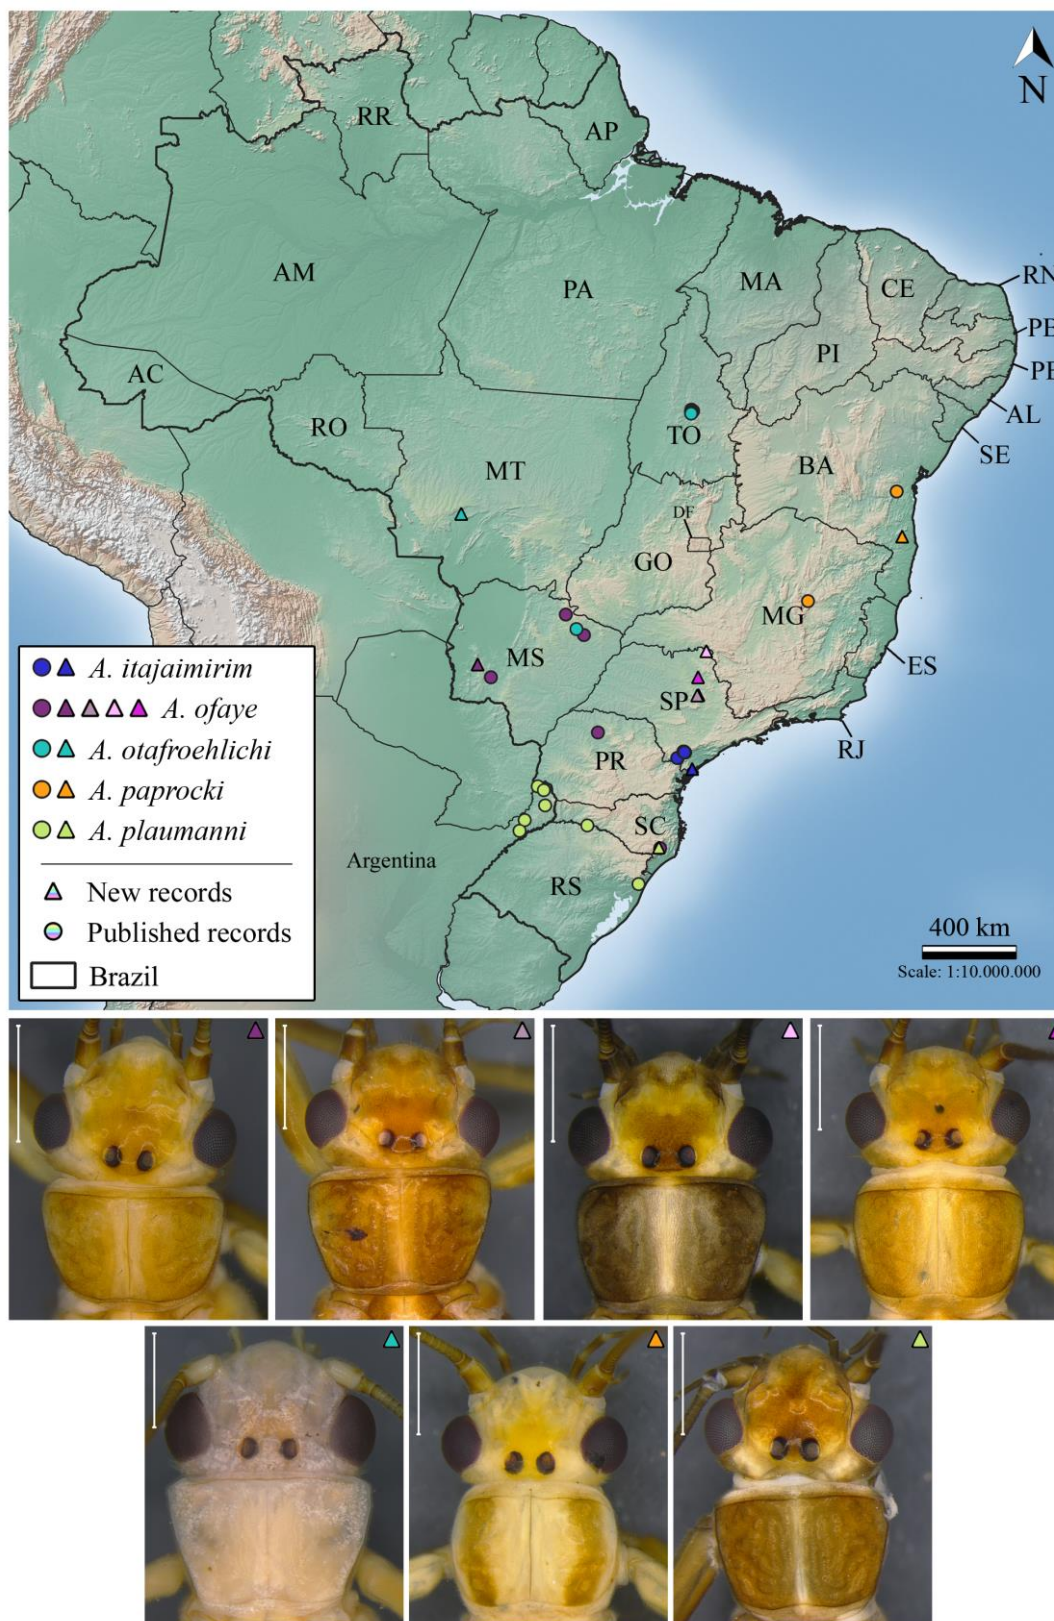 N
RR
AP
AM
PA
MA
CE
RN
PI
AC
RO
TO
AL
SE
MT
BA
DF
GO
MG
ES
MS
SP
RJ
PR
SC
RS
Argentina
A. itajaimirim
A. ofaye
A. otafroehlichi
A. paprocki
A. plaumanni
New records
Published records
Brazil
400 km
Scale: 1:10.000.000